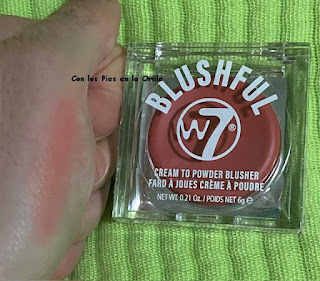 Con los Pies en la Orilla
BLUSHFUL
W7®
CREAM TO POWDER BLUSHER
FARD À JOUES CRÈME À POUDRE
NET WT. 0.21 Oz. / POIDS NET 6g ℮